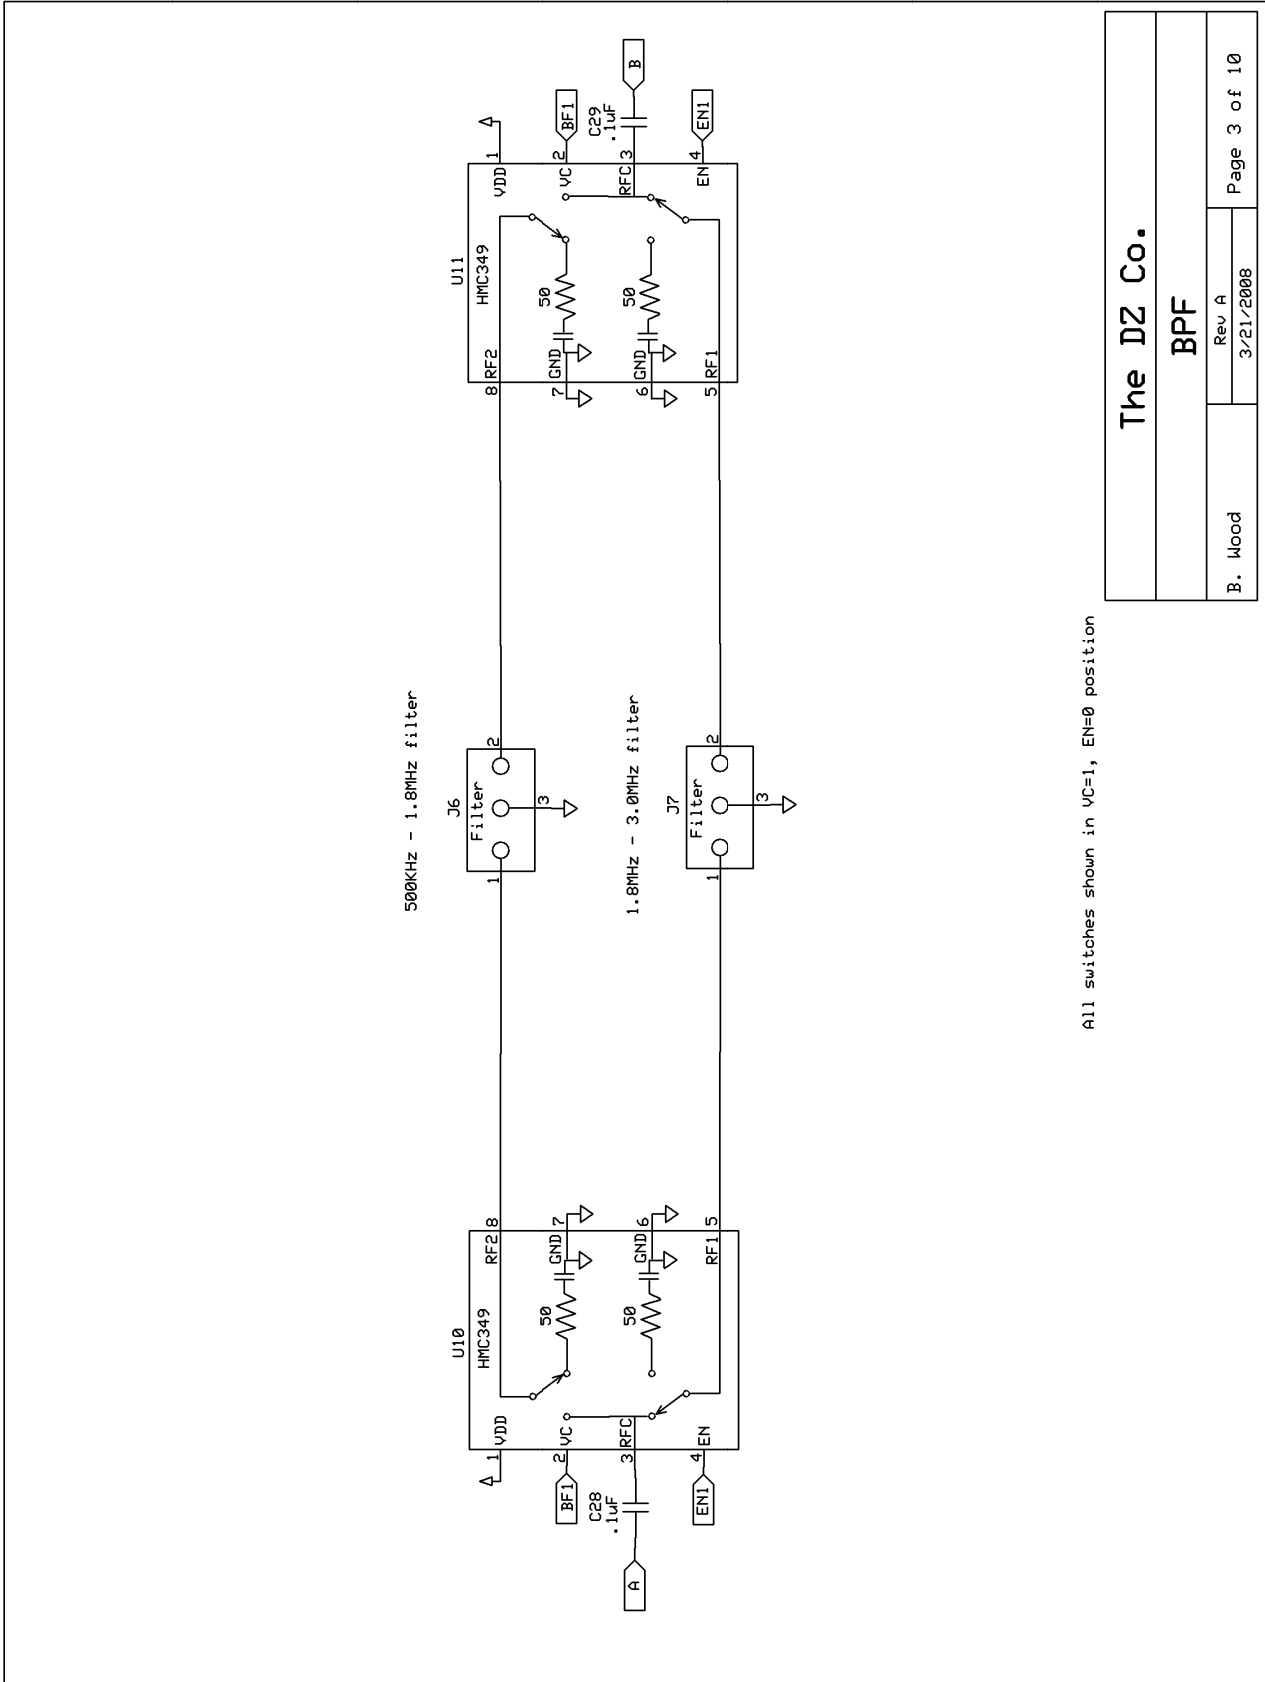 500KHz - 1.8MHz filter
1.8MHz - 3.0MHz filter
U10
HMC349
1 VDD
2 VC
3 RFC
4 EN
RF2 8
GND 7
GND 6
RF1 5
50
50
BF1
C28
.1uF
EN1
A
J6
Filter
1
2
3
J7
Filter
1
2
3
U11
HMC349
8 RF2
7 GND
6 GND
5 RF1
VDD 1
VC 2
RFC 3
EN 4
50
50
BF1
C29
.1uF
B
EN1
All switches shown in VC=1, EN=0 position
The DZ Co.
BPF
B. Wood
Rev A
3/21/2008
Page 3 of 10